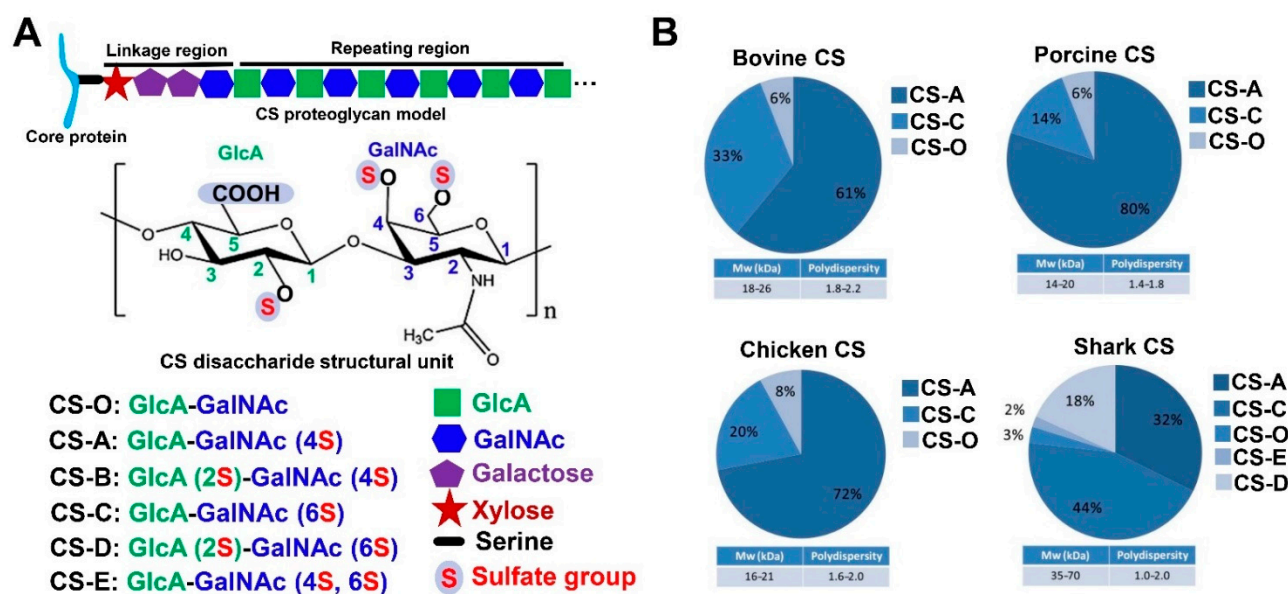 A
Linkage region
Repeating region
...
Core protein
CS proteoglycan model
GlcA
GalNAc
S
O
S
O
COOH
6
4
5
O
4
5
O
O
HO
3
2
1
O
3
2
1
O
S
NH
H₃C
O
n
CS disaccharide structural unit
CS-O: GlcA-GalNAc
CS-A: GlcA-GalNAc (4S)
CS-B: GlcA (2S)-GalNAc (4S)
CS-C: GlcA-GalNAc (6S)
CS-D: GlcA (2S)-GalNAc (6S)
CS-E: GlcA-GalNAc (4S, 6S)
GlcA
GalNAc
Galactose
Xylose
Serine
S Sulfate group
B
Bovine CS
6%
33%
61%
CS-A
CS-C
CS-O
Mw (kDa) Polydispersity
18-26 1.8-2.2
Porcine CS
6%
14%
80%
CS-A
CS-C
CS-O
Mw (kDa) Polydispersity
14-20 1.4-1.8
Chicken CS
8%
20%
72%
CS-A
CS-C
CS-O
Mw (kDa) Polydispersity
16-21 1.6-2.0
Shark CS
18%
32%
2%
3%
44%
CS-A
CS-C
CS-O
CS-E
CS-D
Mw (kDa) Polydispersity
35-70 1.0-2.0